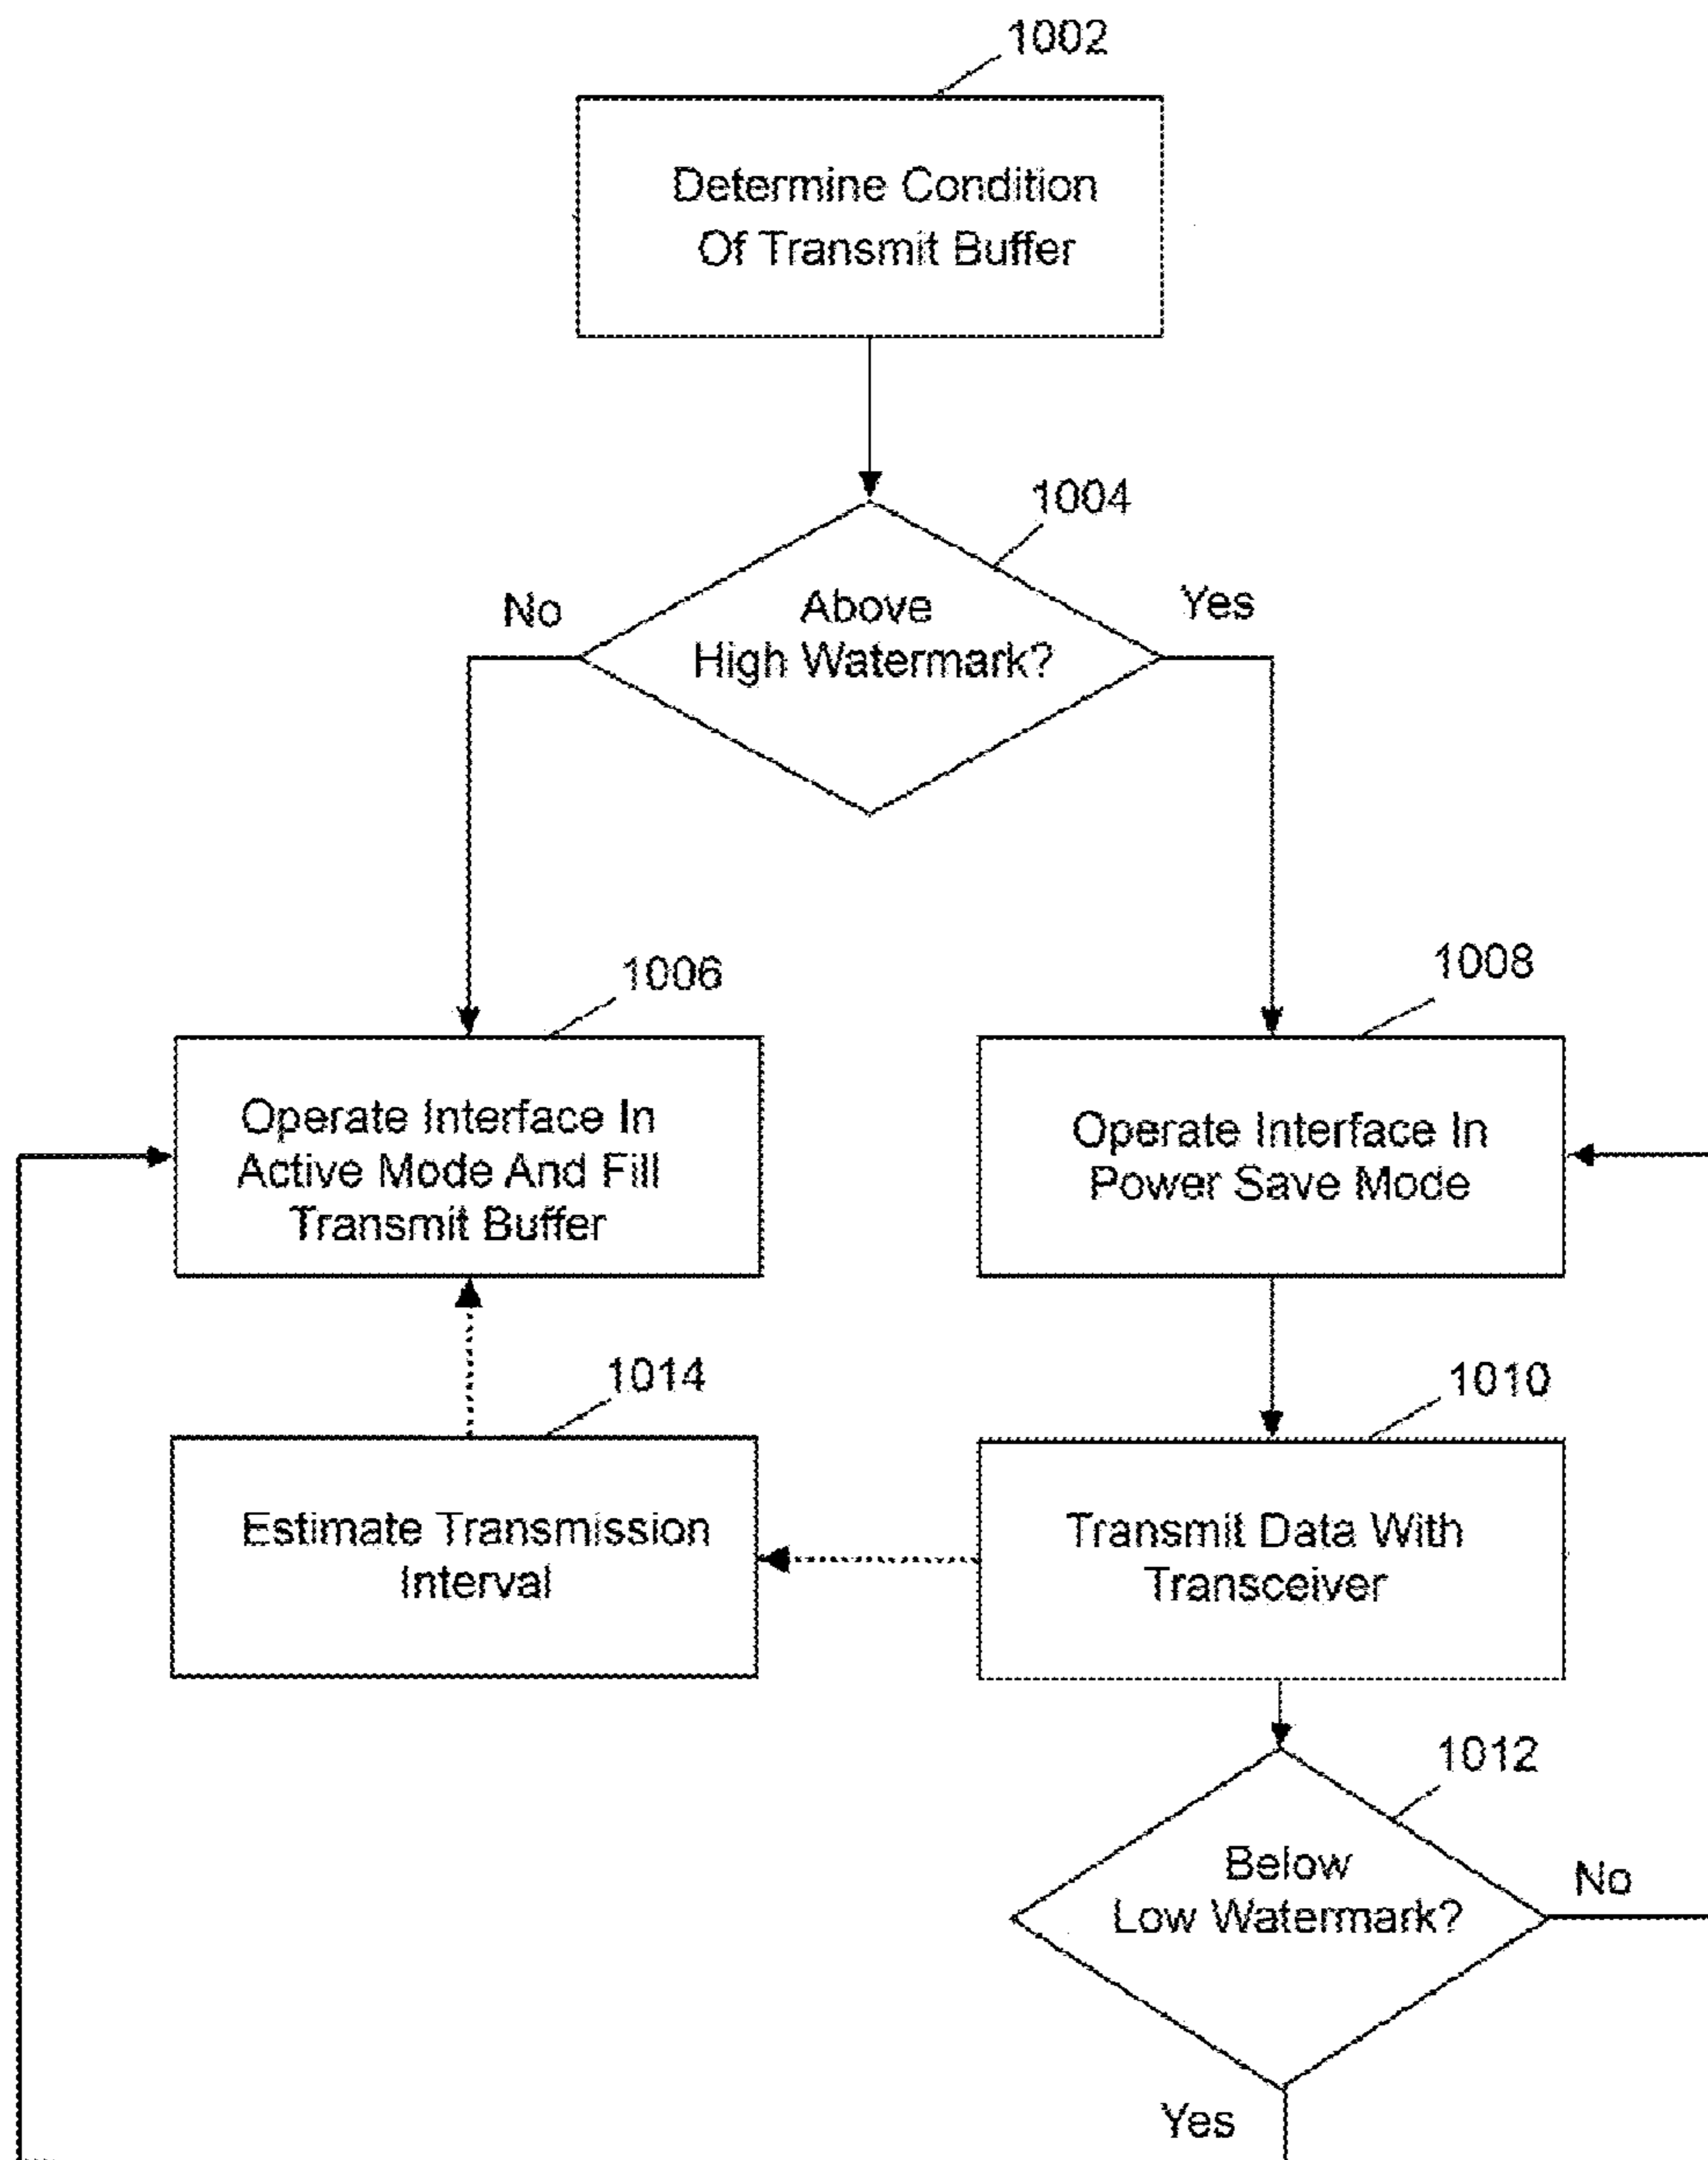 1002
Determine Condition
Of Transmit Buffer
1004
No
Above
High Watermark?
Yes
1006
1008
Operate Interface In
Active Mode And Fill
Transmit Buffer
Operate Interface In
Power Save Mode
1014
1010
Estimate Transmission
Interval
Transmit Data With
Transceiver
1012
Below
Low Watermark?
No
Yes